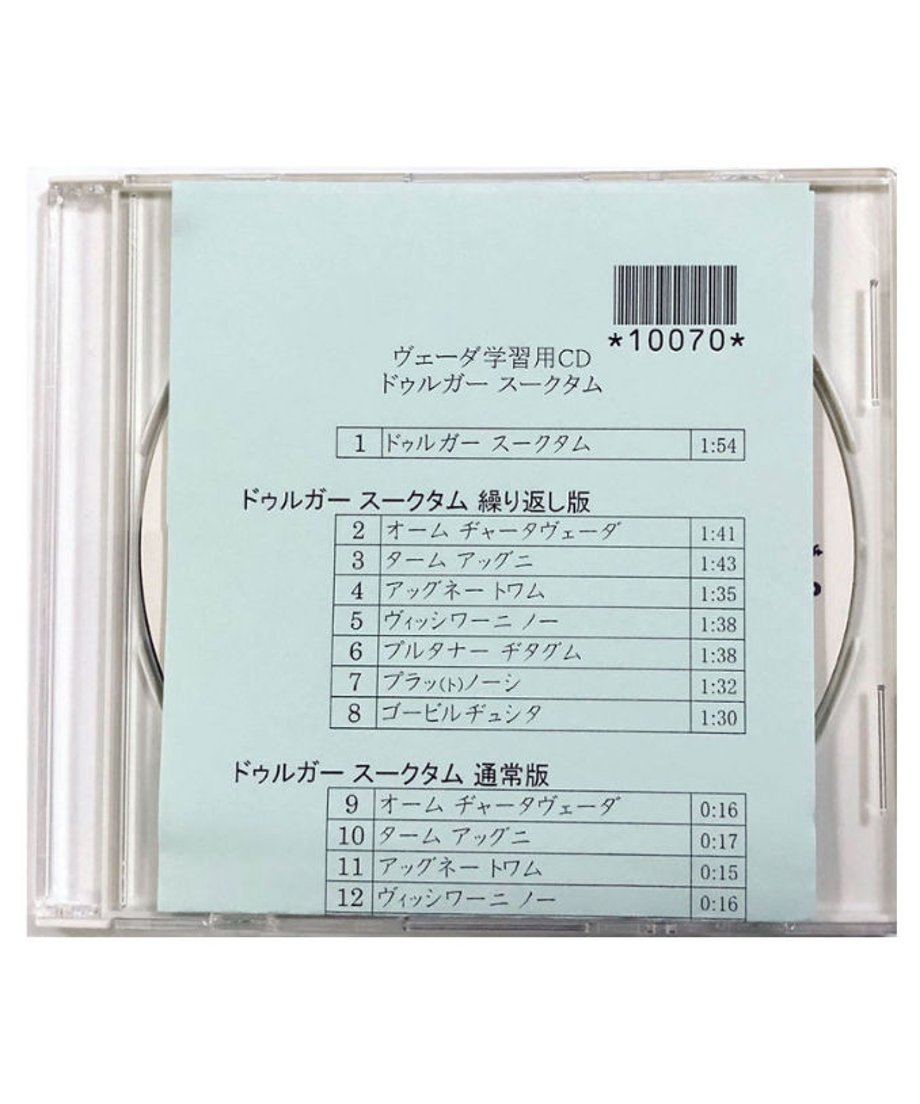 *10070*
ヴェーダ学習用CD
ドゥルガー スークタム
1 ドゥルガー スークタム 1:54
ドゥルガー スークタム 繰り返し版
2 オーム ヂャータヴェーダ 1:41
3 ターム アッグニ 1:43
4 アッグネー トワム 1:35
5 ヴィッシワーニ ノー 1:38
6 プルタナー ヂタグム 1:38
7 プラッ(ト)ノーシ 1:32
8 ゴービルヂュシタ 1:30
ドゥルガー スークタム 通常版
9 オーム ヂャータヴェーダ 0:16
10 ターム アッグニ 0:17
11 アッグネー トワム 0:15
12 ヴィッシワーニ ノー 0:16